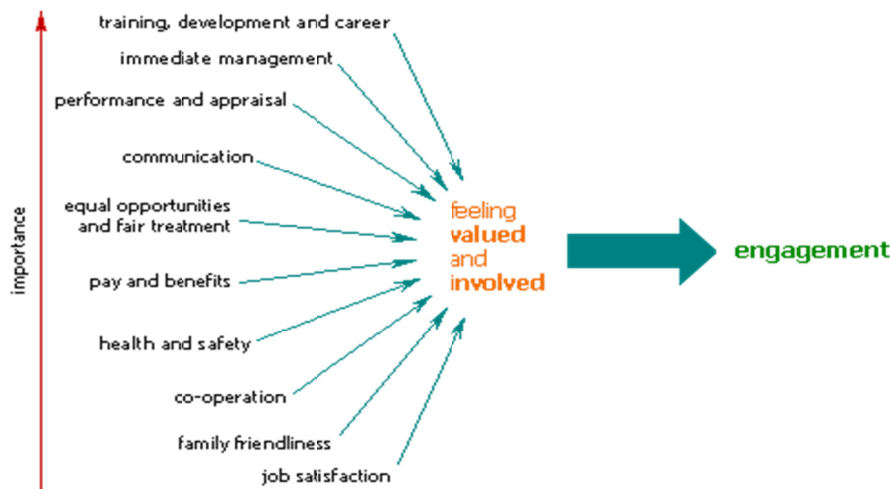 training, development and career
immediate management
performance and appraisal
communication
equal opportunities
and fair treatment
pay and benefits
health and safety
co-operation
family friendliness
job satisfaction
importance
feeling
valued
and
involved
engagement